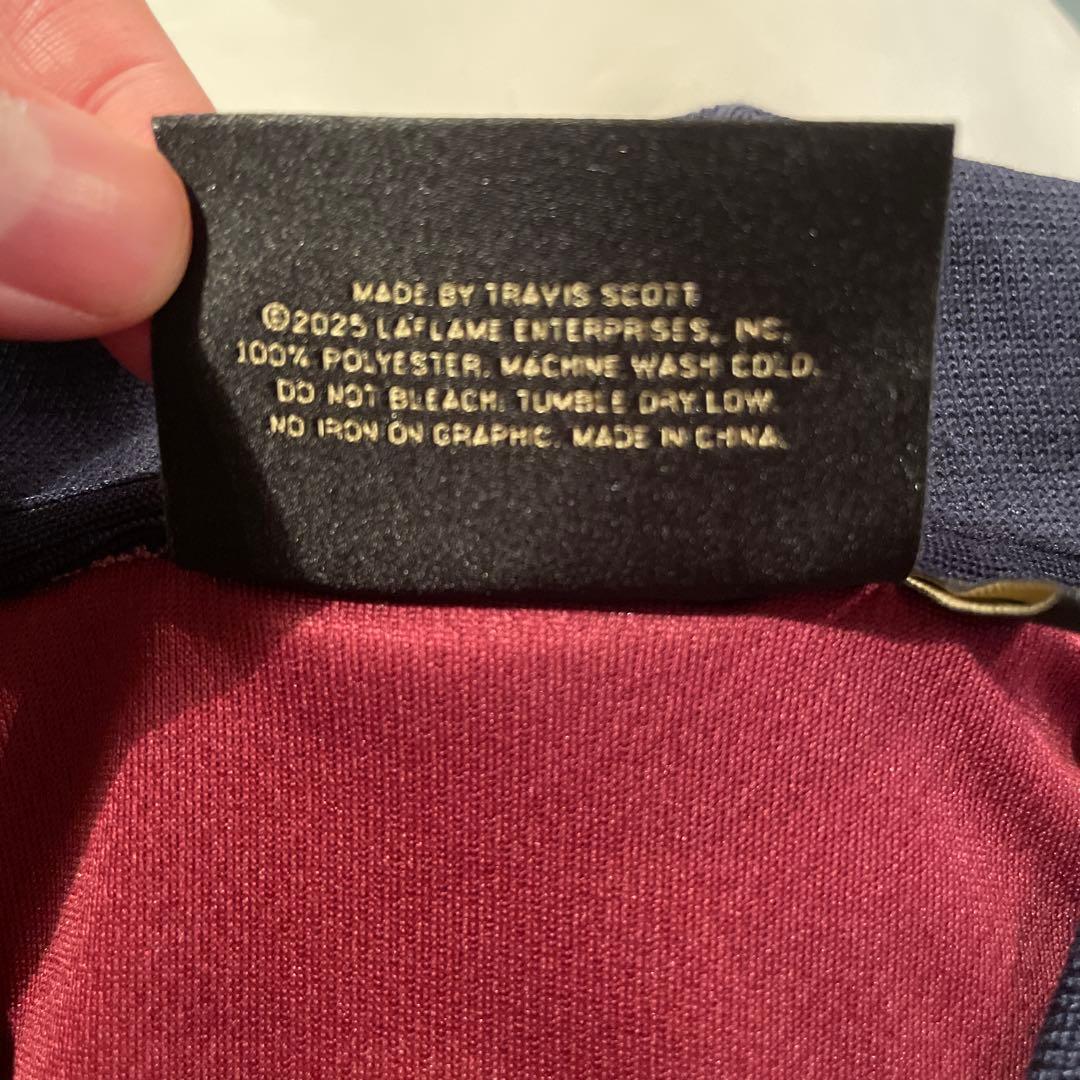 MADE BY TRAVIS SCOTT
©2025 LAFLAME ENTERPRISES, INC.
100% POLYESTER. MACHINE WASH COLD.
DO NOT BLEACH. TUMBLE DRY LOW.
NO IRON ON GRAPHIC. MADE IN CHINA.